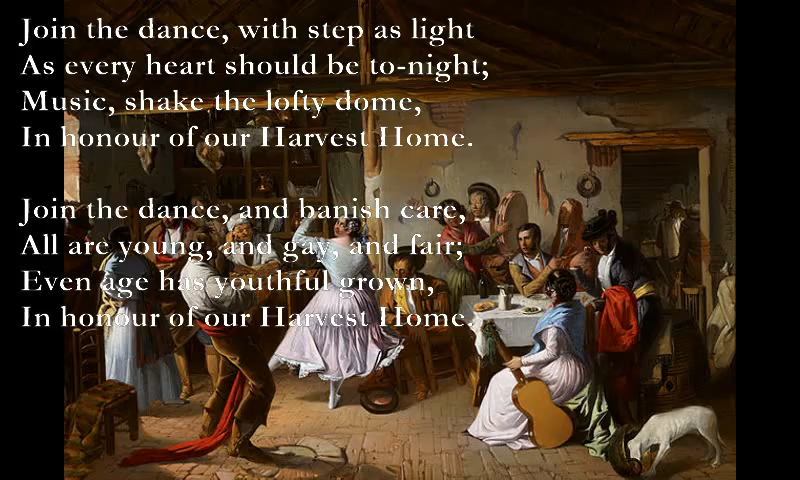 Join the dance, with step as light
As every heart should be to-night;
Music, shake the lofty dome,
In honour of our Harvest Home.
Join the dance, and banish care,
All are young, and gay, and fair;
Even age has youthful grown,
In honour of our Harvest Home.